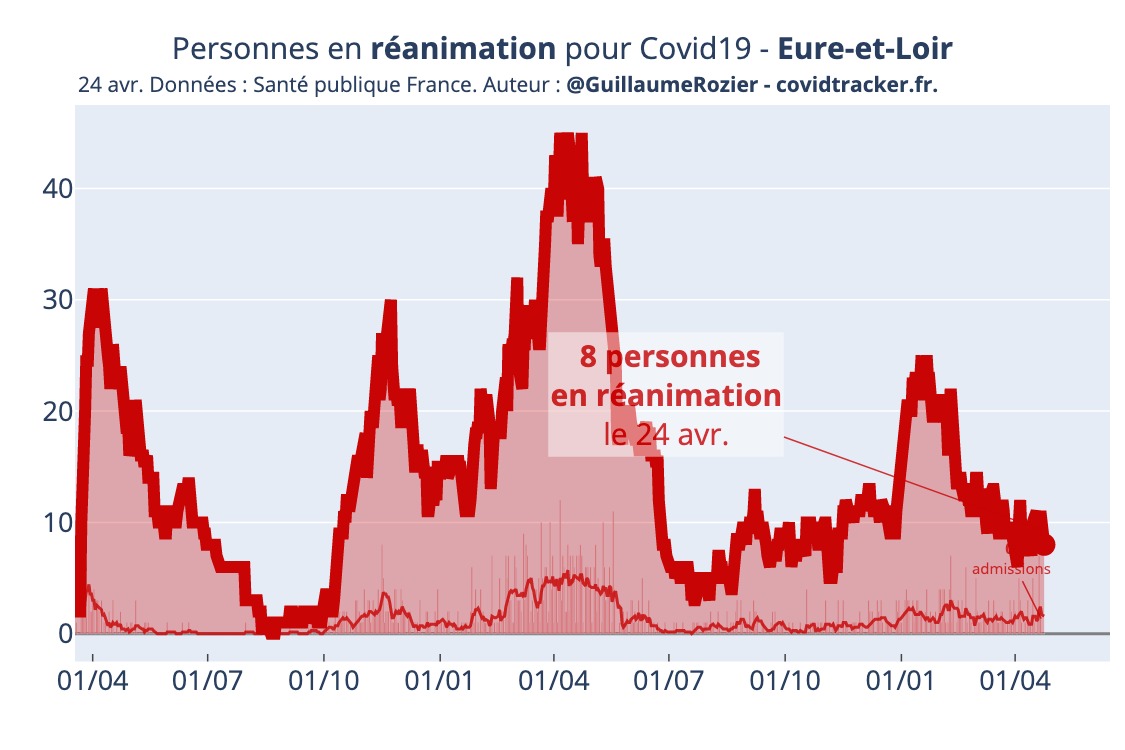 Personnes en réanimation pour Covid19 - Eure-et-Loir
24 avr. Données : Santé publique France. Auteur : @GuillaumeRozier - covidtracker.fr.
40
30
20
10
0
8 personnes
en réanimation
le 24 avr.
admissions
01/04 01/07 01/10 01/01 01/04 01/07 01/10 01/01 01/04